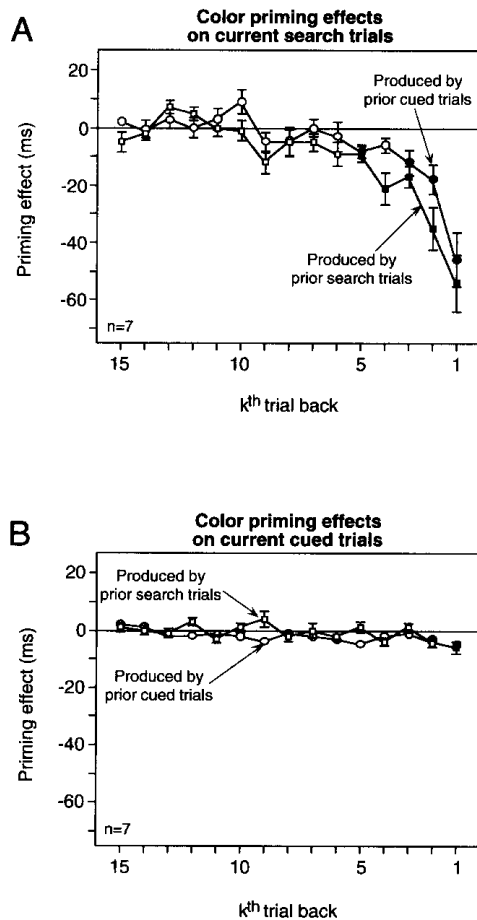 A
Color priming effects
on current search trials
20
0
-20
-40
-60
Priming effect (ms)
Produced by
prior cued trials
Produced by
prior search trials
n=7
15
10
5
1
kth trial back
B
Color priming effects
on current cued trials
20
0
-20
-40
-60
Priming effect (ms)
Produced by
prior search trials
Produced by
prior cued trials
n=7
15
10
5
1
kth trial back